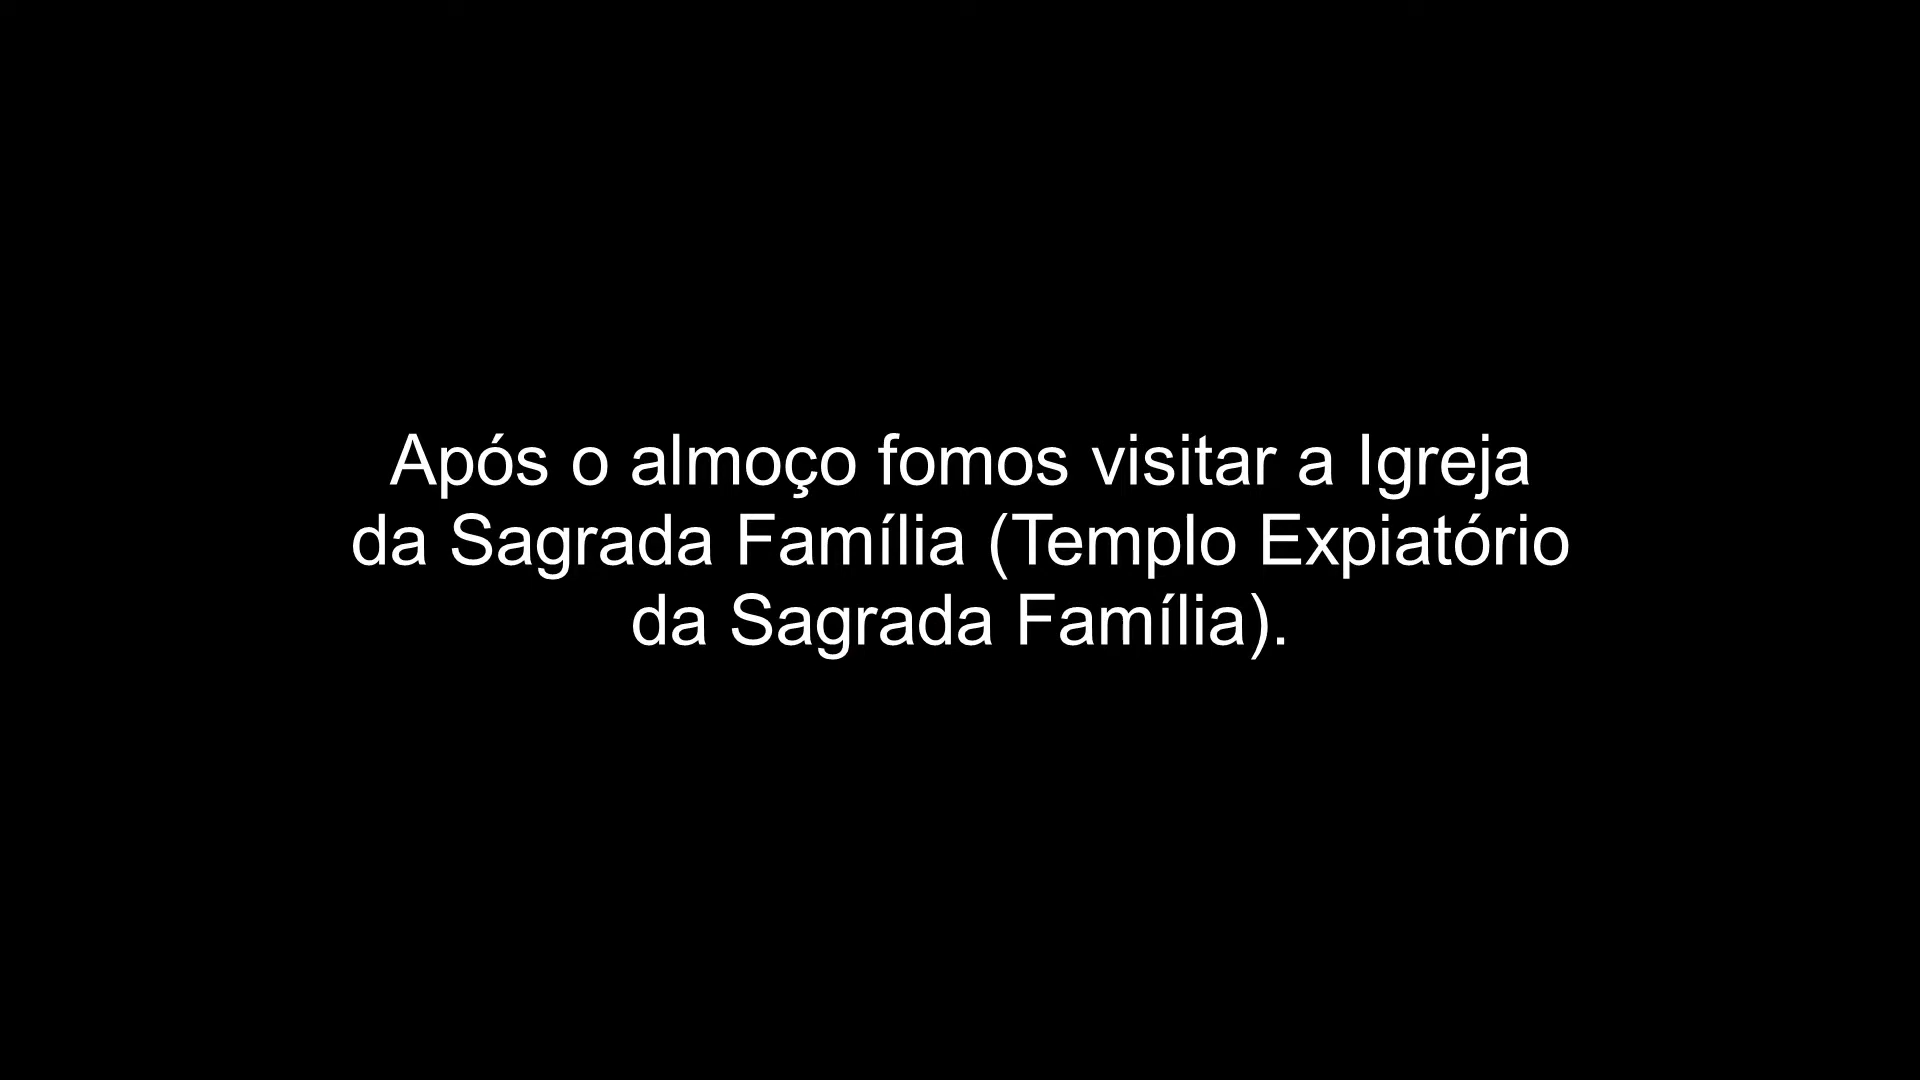 Após o almoço fomos visitar a Igreja
da Sagrada Família (Templo Expiatório
da Sagrada Família).